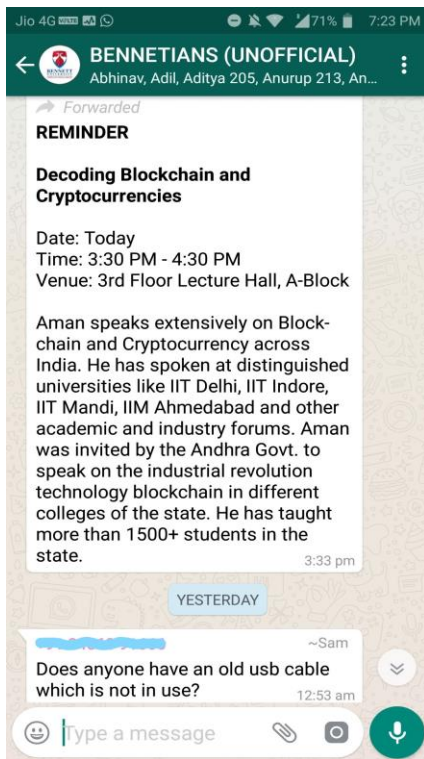 Jio 4G 71% 7:23 PM
BENNETIANS (UNOFFICIAL)
Abhinav, Adil, Aditya 205, Anurup 213, An...
Forwarded
REMINDER
Decoding Blockchain and
Cryptocurrencies
Date: Today
Time: 3:30 PM - 4:30 PM
Venue: 3rd Floor Lecture Hall, A-Block
Aman speaks extensively on Block-
chain and Cryptocurrency across
India. He has spoken at distinguished
universities like IIT Delhi, IIT Indore,
IIT Mandi, IIM Ahmedabad and other
academic and industry forums. Aman
was invited by the Andhra Govt. to
speak on the industrial revolution
technology blockchain in different
colleges of the state. He has taught
more than 1500+ students in the
state.
3:33 pm
YESTERDAY
~Sam
Does anyone have an old usb cable
which is not in use?
12:53 am
Type a message